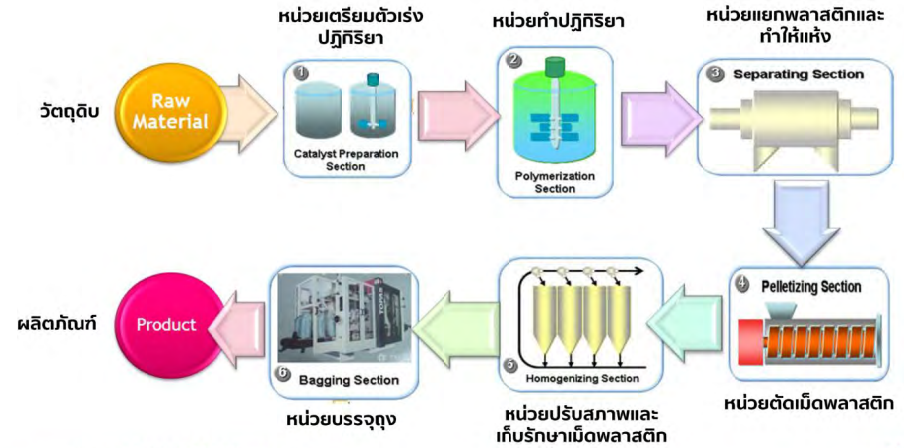 หน่วยเตรียมตัวเร่ง
ปฏิกิริยา
หน่วยทำปฏิกิริยา
หน่วยแยกพลาสติกและ
ทำให้แห้ง
วัตถุดิบ
Raw
Material
1
Catalyst Preparation
Section
2
Polymerization
Section
3 Separating Section
4 Pelletizing Section
หน่วยตัดเม็ดพลาสติก
5 Homogenizing Section
หน่วยปรับสภาพและ
เก็บรักษาเม็ดพลาสติก
6 Bagging Section
หน่วยบรรจุถุง
Product
ผลิตภัณฑ์